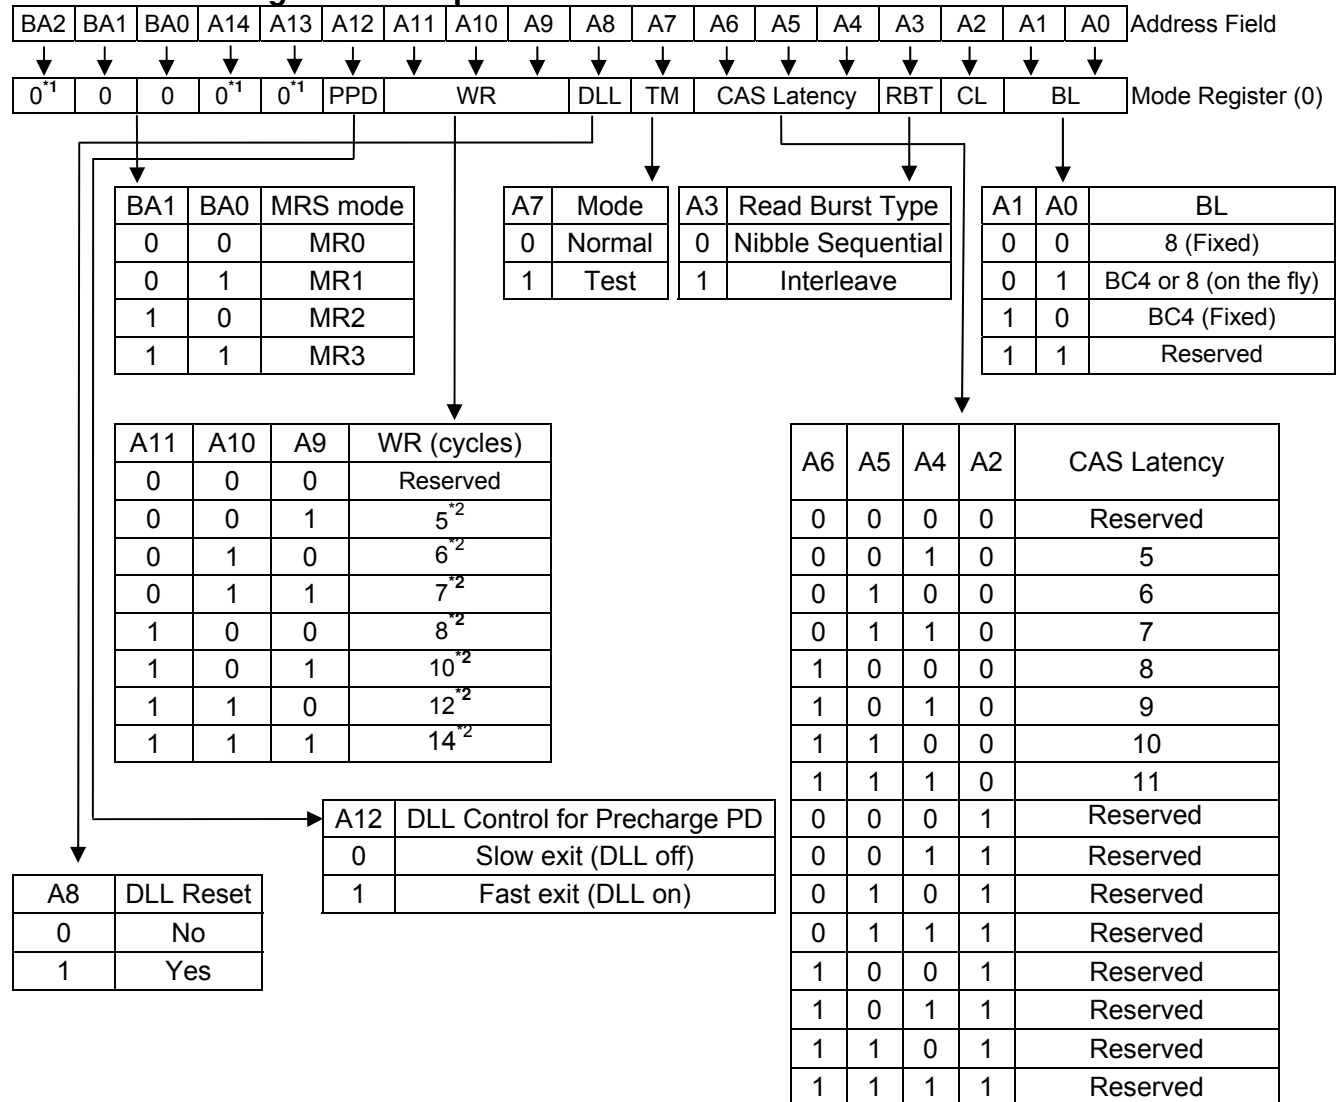 BA2 BA1 BA0 A14 A13 A12 A11 A10 A9 A8 A7 A6 A5 A4 A3 A2 A1 A0 Address Field
0*1 0 0 0*1 0*1 PPD WR DLL TM CAS Latency RBT CL BL Mode Register (0)
BA1 BA0 MRS mode
0 0 MR0
0 1 MR1
1 0 MR2
1 1 MR3
A7 Mode
0 Normal
1 Test
A3 Read Burst Type
0 Nibble Sequential
1 Interleave
A1 A0 BL
0 0 8 (Fixed)
0 1 BC4 or 8 (on the fly)
1 0 BC4 (Fixed)
1 1 Reserved
A11 A10 A9 WR (cycles)
0 0 0 Reserved
0 0 1 5*2
0 1 0 6*2
0 1 1 7*2
1 0 0 8*2
1 0 1 10*2
1 1 0 12*2
1 1 1 14*2
A6 A5 A4 A2 CAS Latency
0 0 0 0 Reserved
0 0 1 0 5
0 1 0 0 6
0 1 1 0 7
1 0 0 0 8
1 0 1 0 9
1 1 0 0 10
1 1 1 0 11
0 0 0 1 Reserved
0 0 1 1 Reserved
0 1 0 1 Reserved
0 1 1 1 Reserved
1 0 0 1 Reserved
1 0 1 1 Reserved
1 1 0 1 Reserved
1 1 1 1 Reserved
A12 DLL Control for Precharge PD
0 Slow exit (DLL off)
1 Fast exit (DLL on)
A8 DLL Reset
0 No
1 Yes